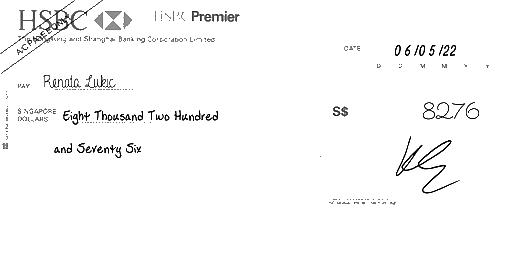 HSBC HSBC Premier
The Hongkong and Shanghai Banking Corporation Limited
A/C PAYEE ONLY
DATE 06/05/22
D D M M Y Y
PAY Renata Lukic
SINGAPORE
DOLLARS Eight Thousand Two Hundred
and Seventy Six
S$ 8276